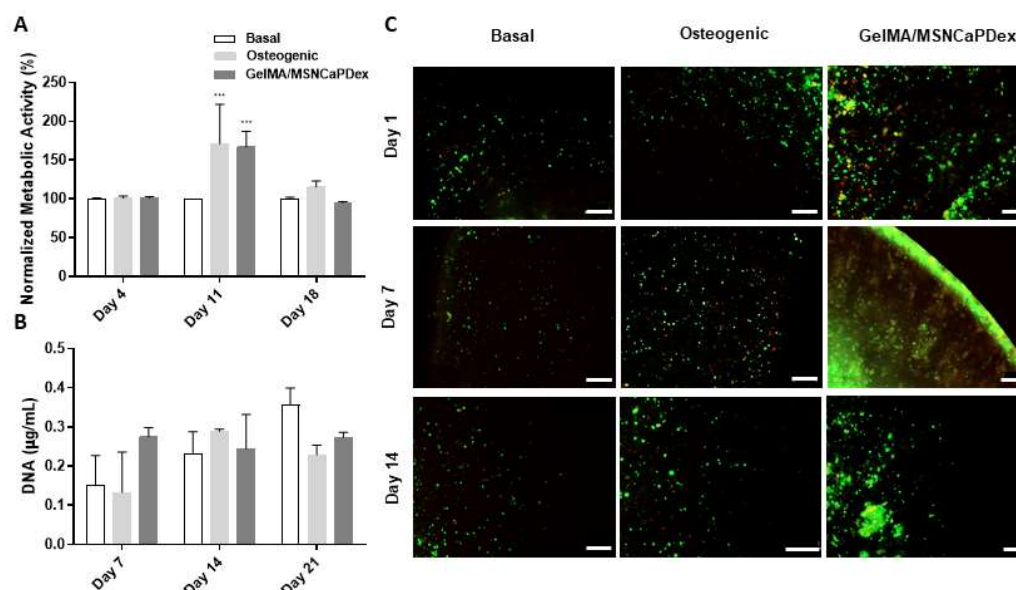 A
Basal
Osteogenic
GelMA/MSNCaPDex
Normalized Metabolic Activity (%)
250
200
150
100
50
0
***
***
Day 4
Day 11
Day 18
B
DNA (µg/mL)
0.5
0.4
0.3
0.2
0.1
0.0
Day 7
Day 14
Day 21
C
Basal
Osteogenic
GelMA/MSNCaPDex
Day 1
Day 7
Day 14